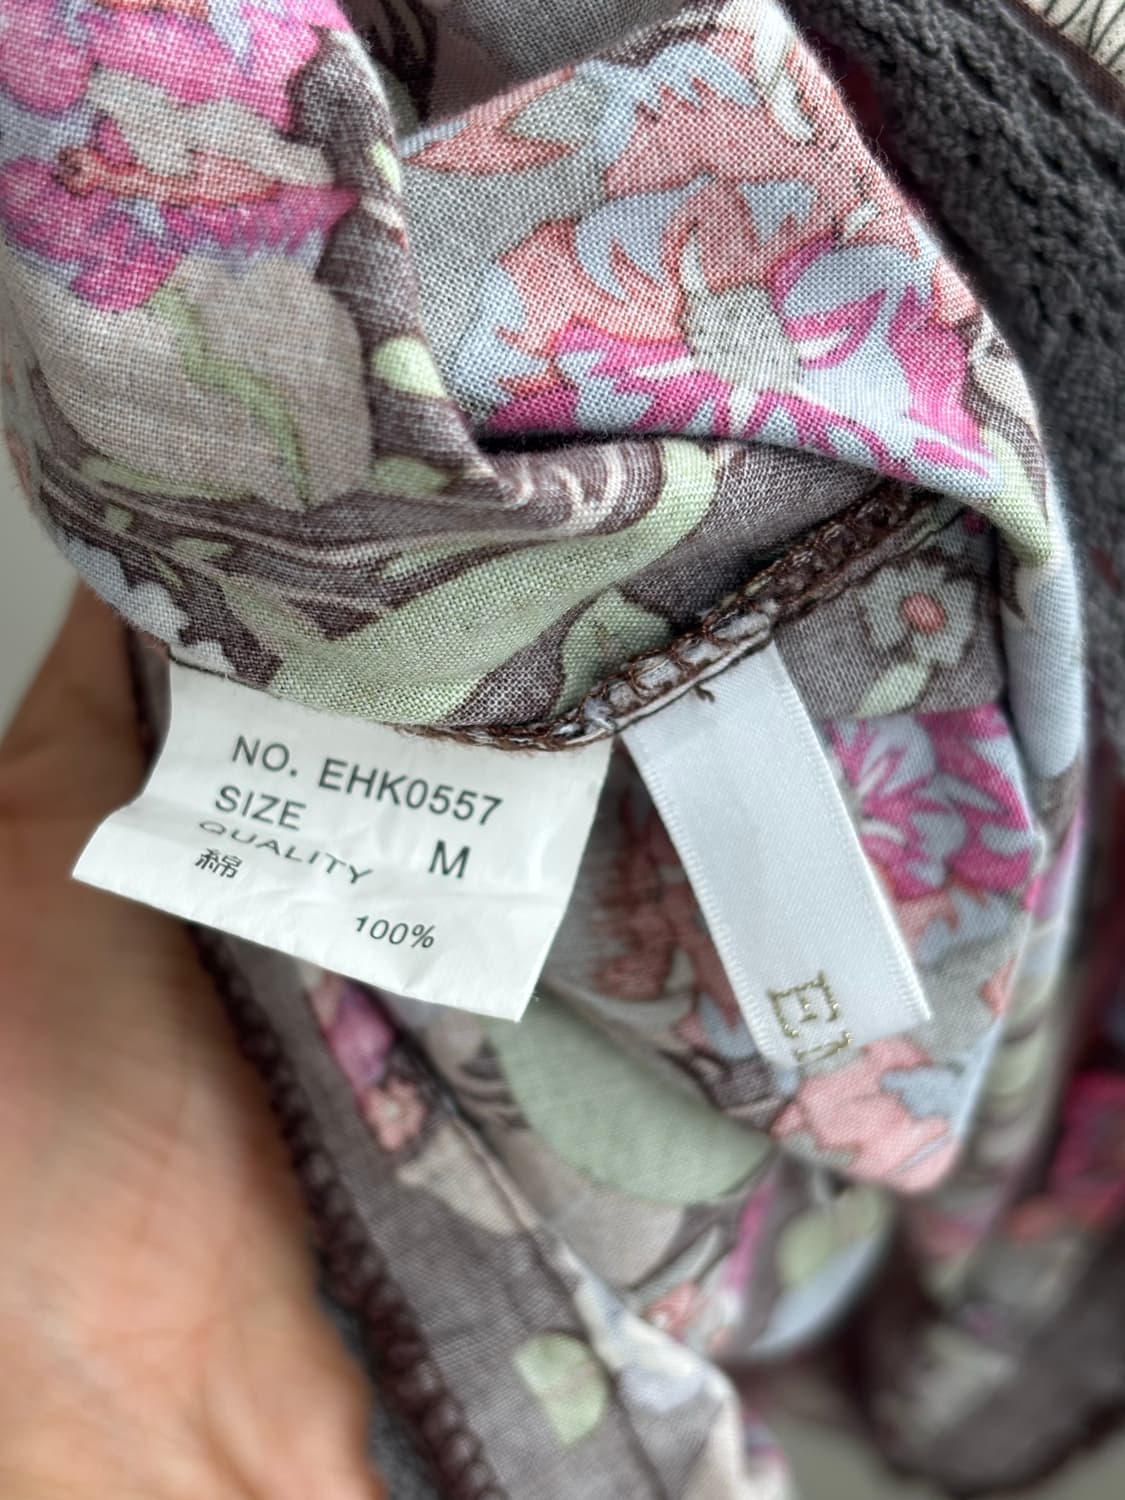 NO. EHK0557
SIZE M
QUALITY
綿
100%